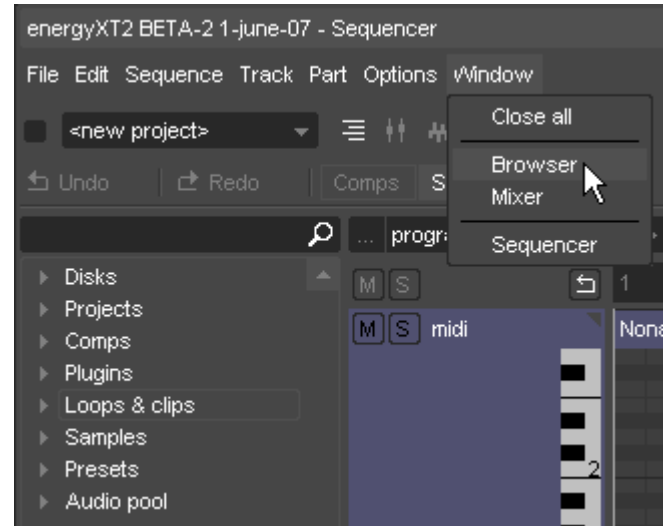 energyXT2 BETA-2 1-june-07 - Sequencer
File Edit Sequence Track Part Options Window
<new project>
Close all
Browser
Mixer
Sequencer
Undo Redo Comps S
... progra
Disks
Projects
Comps
Plugins
Loops & clips
Samples
Presets
Audio pool
M S 1
M S midi
2